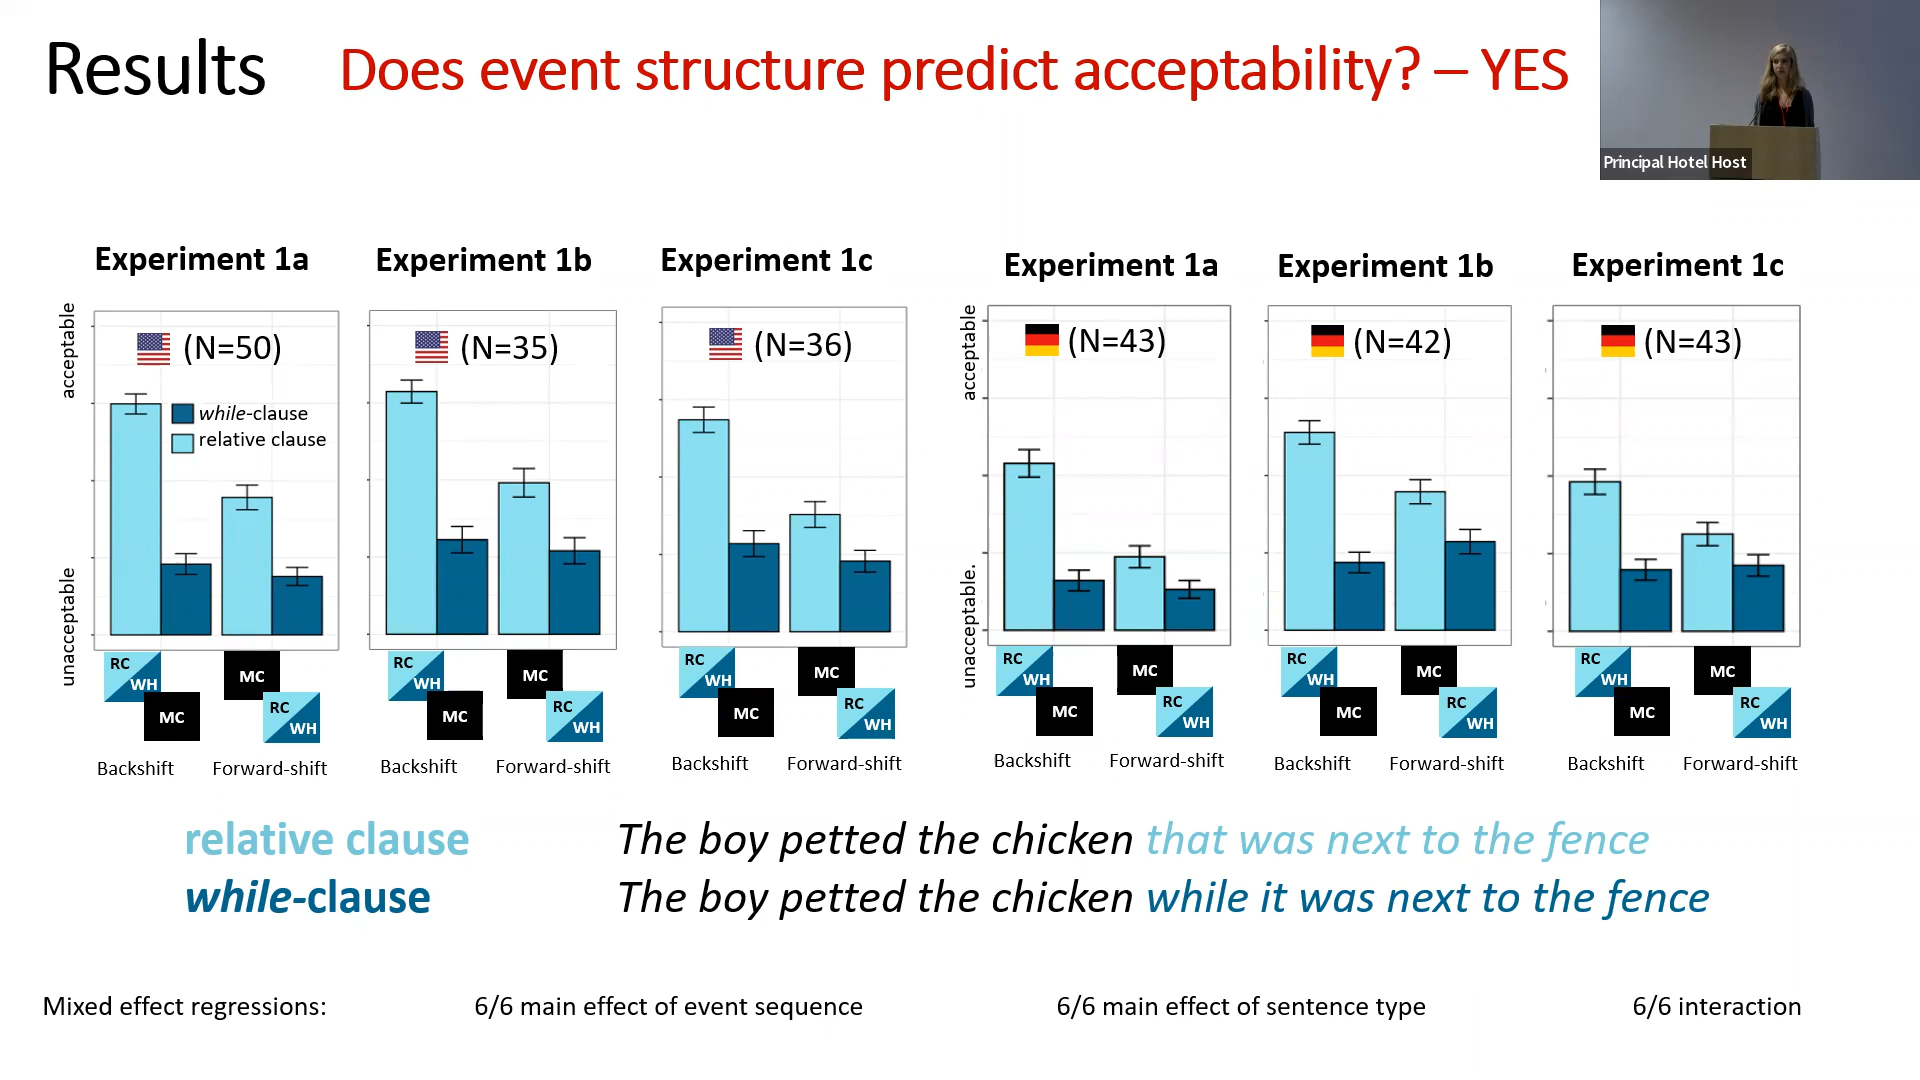 Results
Does event structure predict acceptability? – YES
Principal Hotel Host
Experiment 1a
Experiment 1b
Experiment 1c
Experiment 1a
Experiment 1b
Experiment 1c
acceptable
unacceptable
(N=50)
while-clause
relative clause
(N=35)
(N=36)
acceptable
unacceptable.
(N=43)
(N=42)
(N=43)
RC
WH
MC
MC
RC
WH
RC
WH
MC
MC
RC
WH
RC
WH
MC
MC
RC
WH
RC
WH
MC
MC
RC
WH
RC
WH
MC
MC
RC
WH
RC
WH
MC
MC
RC
WH
Backshift
Forward-shift
Backshift
Forward-shift
Backshift
Forward-shift
Backshift
Forward-shift
Backshift
Forward-shift
Backshift
Forward-shift
relative clause
The boy petted the chicken that was next to the fence
while-clause
The boy petted the chicken while it was next to the fence
Mixed effect regressions:
6/6 main effect of event sequence
6/6 main effect of sentence type
6/6 interaction